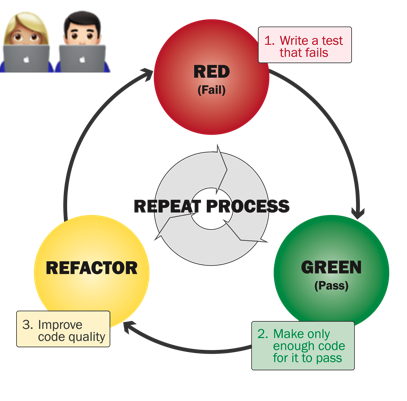 RED
(Fail)
1. Write a test
that fails
REPEAT PROCESS
REFACTOR
GREEN
(Pass)
3. Improve
code quality
2. Make only
enough code
for it to pass